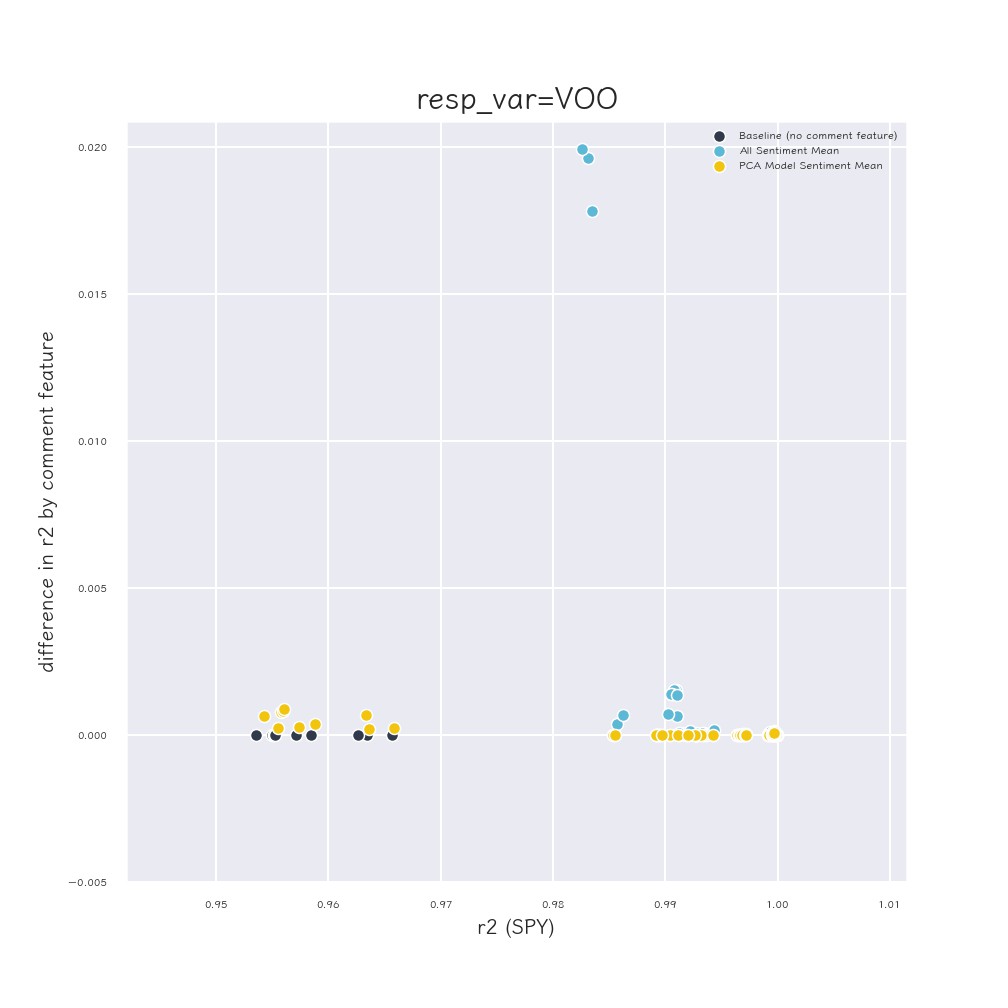 resp_var=VOO
Baseline (no comment feature)
All Sentiment Mean
PCA Model Sentiment Mean
difference in r2 by comment feature
0.020
0.015
0.010
0.005
0.000
−0.005
0.95 0.96 0.97 0.98 0.99 1.00 1.01
r2 (SPY)